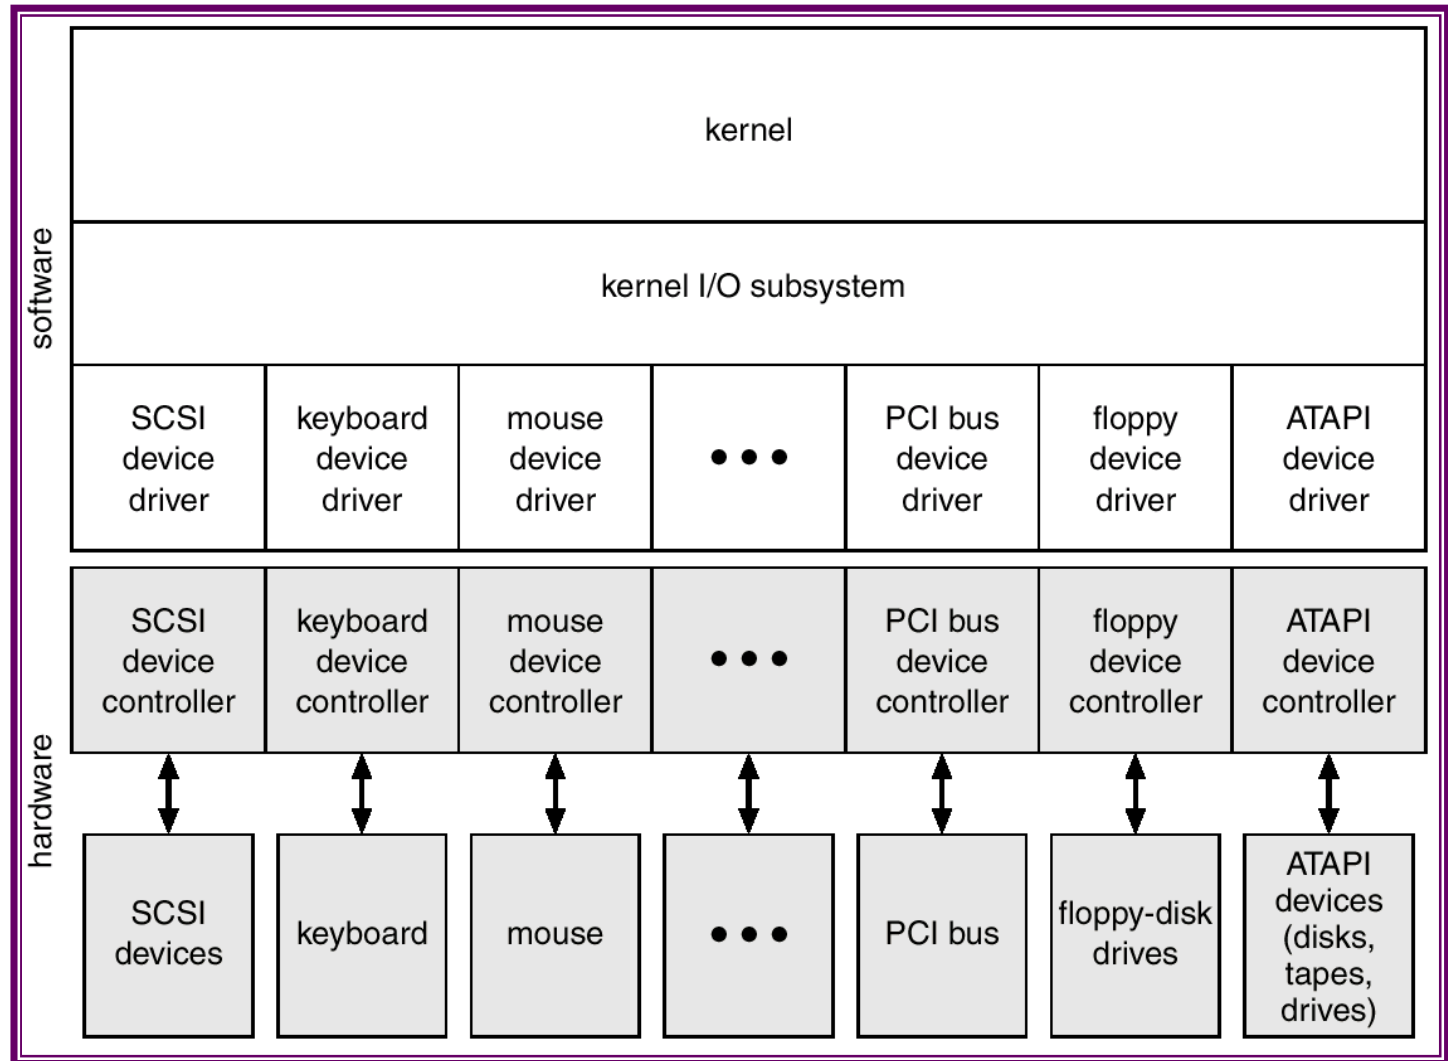 kernel
software
kernel I/O subsystem
SCSI
device
driver
keyboard
device
driver
mouse
device
driver
•••
PCI bus
device
driver
floppy
device
driver
ATAPI
device
driver
hardware
SCSI
device
controller
keyboard
device
controller
mouse
device
controller
•••
PCI bus
device
controller
floppy
device
controller
ATAPI
device
controller
SCSI
devices
keyboard
mouse
•••
PCI bus
floppy-disk
drives
ATAPI
devices
(disks,
tapes,
drives)